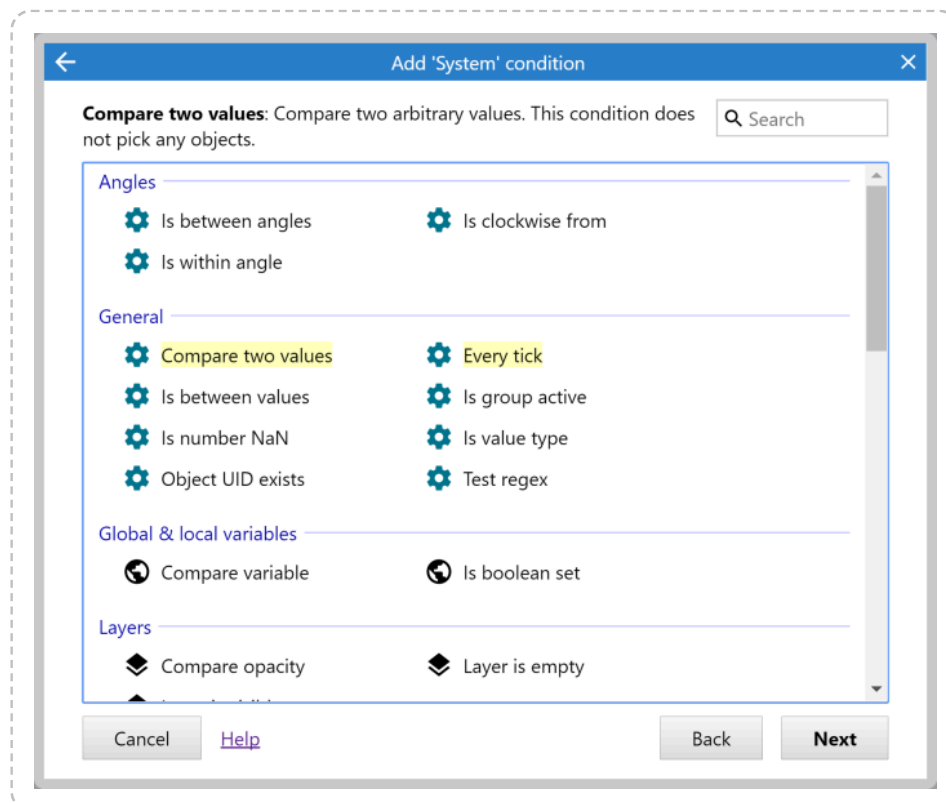 Add 'System' condition
Compare two values: Compare two arbitrary values. This condition does
not pick any objects.
Search
Angles
Is between angles
Is clockwise from
Is within angle
General
Compare two values
Every tick
Is between values
Is group active
Is number NaN
Is value type
Object UID exists
Test regex
Global & local variables
Compare variable
Is boolean set
Layers
Compare opacity
Layer is empty
Cancel
Help
Back
Next